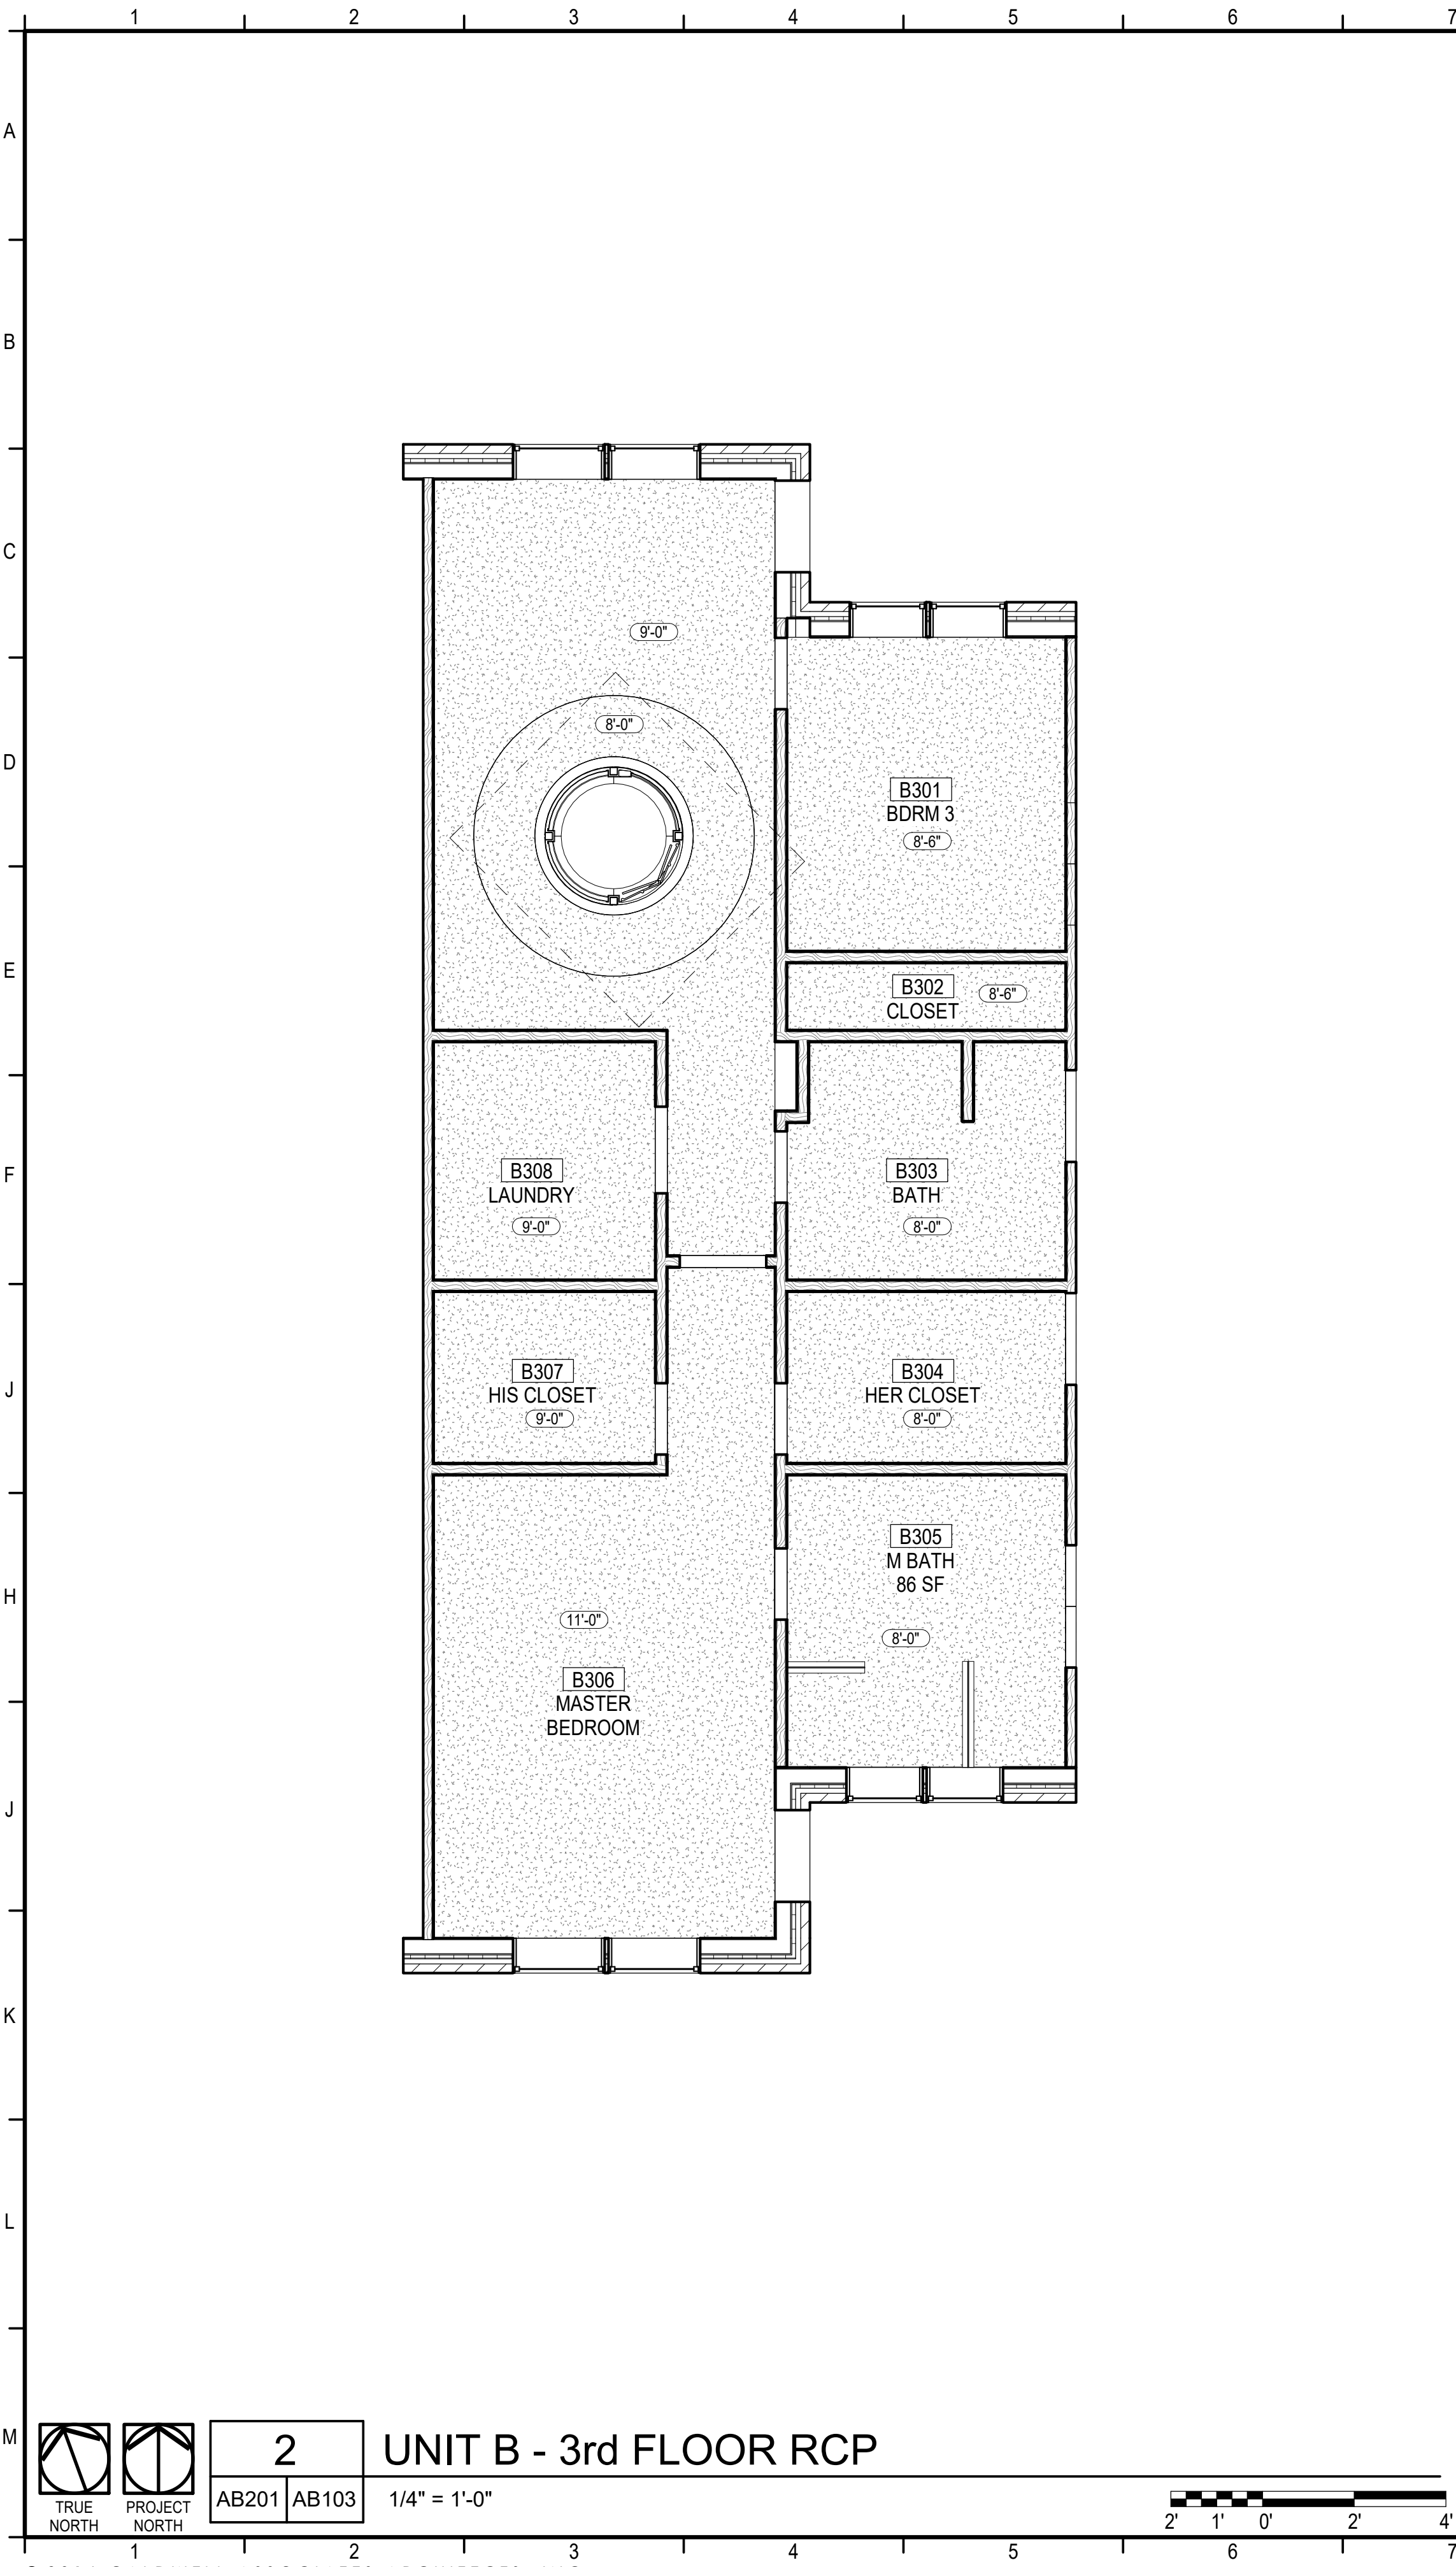 1 2 3 4 5 6 7
A
B
C
9'-0"
D
8'-0"
B301
BDRM 3
8'-6"
E
B302
CLOSET
8'-6"
F
B308
LAUNDRY
9'-0"
B303
BATH
8'-0"
J
B307
HIS CLOSET
9'-0"
B304
HER CLOSET
8'-0"
H
B305
M BATH
86 SF
8'-0"
11'-0"
B306
MASTER
BEDROOM
J
K
L
M
TRUE
NORTH
PROJECT
NORTH
2
AB201 AB103
UNIT B - 3rd FLOOR RCP
1/4" = 1'-0"
2' 1' 0' 2' 4'
1 2 3 4 5 6 7